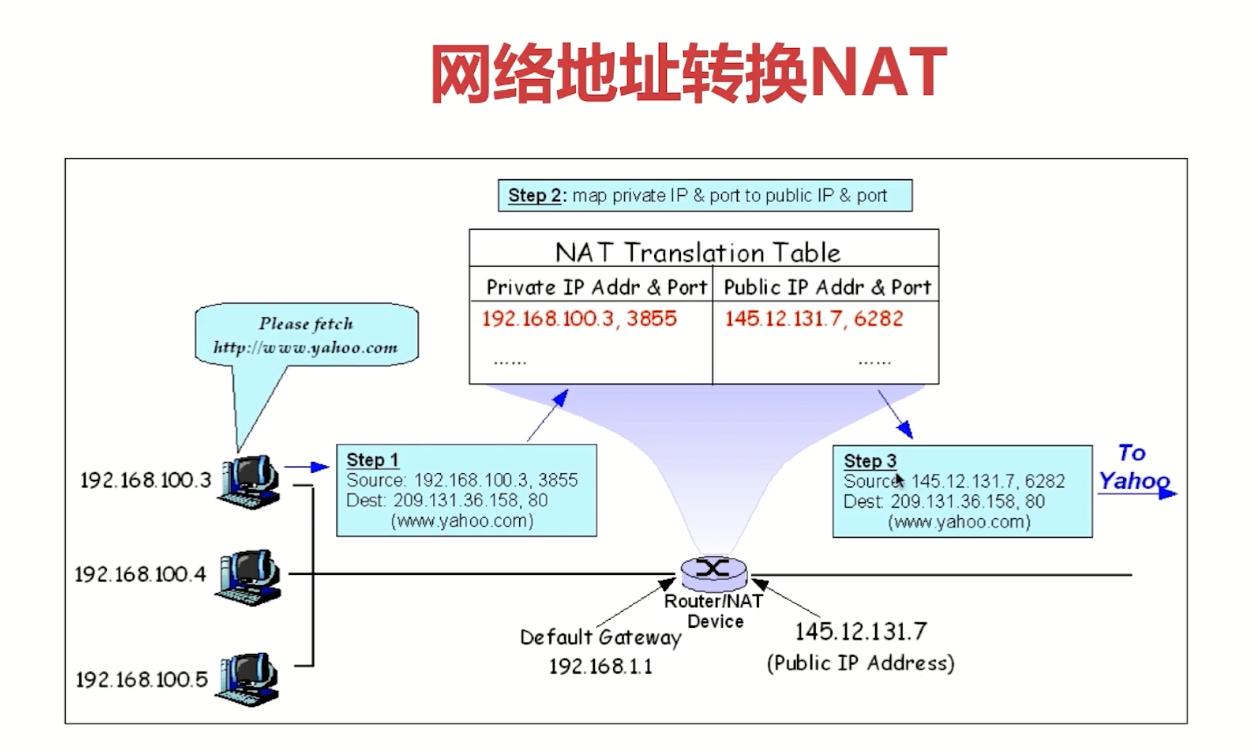 网络地址转换NAT
Step 2: map private IP & port to public IP & port
NAT Translation Table
Private IP Addr & Port
Public IP Addr & Port
192.168.100.3, 3855
145.12.131.7, 6282
......
......
Please fetch
http://www.yahoo.com
192.168.100.3
Step 1
Source: 192.168.100.3, 3855
Dest: 209.131.36.158, 80
(www.yahoo.com)
Step 3
Source: 145.12.131.7, 6282
Dest: 209.131.36.158, 80
(www.yahoo.com)
To
Yahoo
192.168.100.4
Router/NAT
Device
Default Gateway
192.168.1.1
145.12.131.7
(Public IP Address)
192.168.100.5